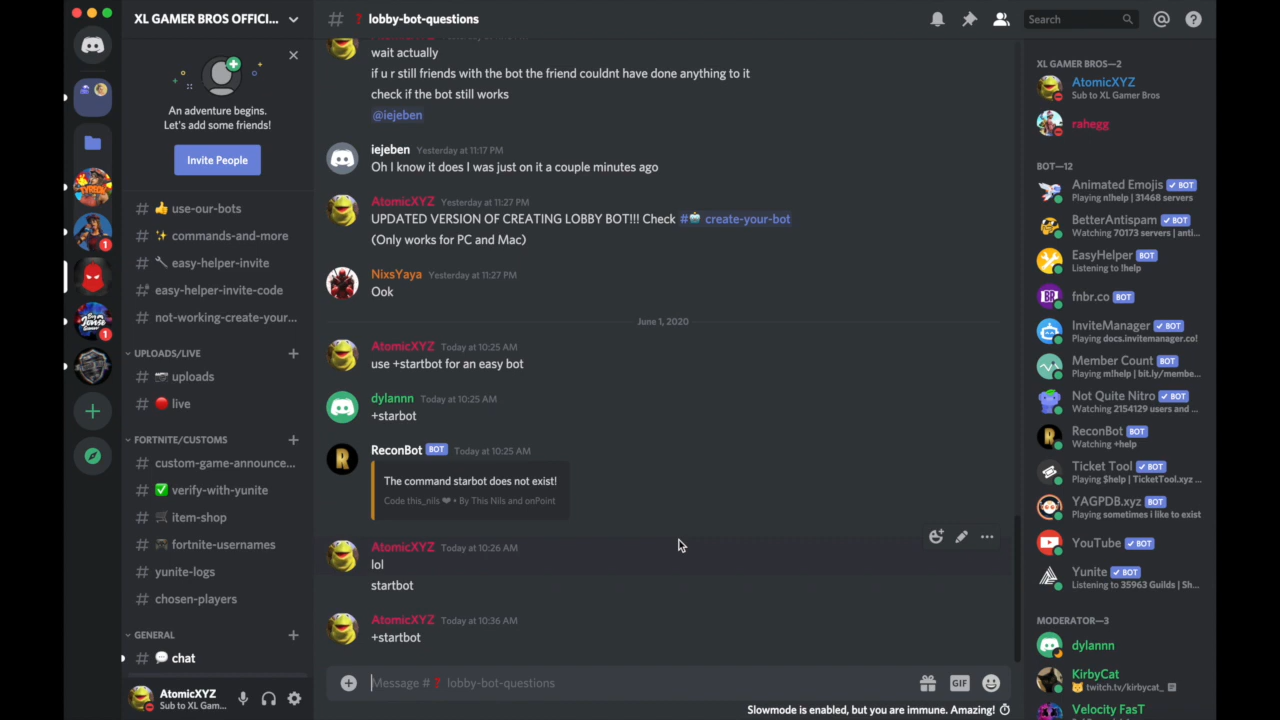 XL GAMER BROS OFFICI...
An adventure begins.
Let's add some friends!
Invite People
use-our-bots
commands-and-more
easy-helper-invite
easy-helper-invite-code
not-working-create-your...
UPLOADS/LIVE
uploads
live
FORTNITE/CUSTOMS
custom-game-announce...
verify-with-yunite
item-shop
fortnite-usernames
yunite-logs
chosen-players
GENERAL
chat
AtomicXYZ
Sub to XL Gam...
1
1
# ❓ lobby-bot-questions
Search
wait actually
if u r still friends with the bot the friend couldnt have done anything to it
check if the bot still works
@iejeben
iejeben Yesterday at 11:17 PM
Oh I know it does I was just on it a couple minutes ago
AtomicXYZ Yesterday at 11:27 PM
UPDATED VERSION OF CREATING LOBBY BOT!!! Check # create-your-bot
(Only works for PC and Mac)
NixsYaya Yesterday at 11:27 PM
Ook
June 1, 2020
AtomicXYZ Today at 10:25 AM
use +startbot for an easy bot
dylannn Today at 10:25 AM
+starbot
ReconBot BOT Today at 10:25 AM
The command starbot does not exist!
Code this_nils ❤ • By This Nils and onPoint
AtomicXYZ Today at 10:26 AM
lol
startbot
AtomicXYZ Today at 10:36 AM
+startbot
Message # ❓ lobby-bot-questions
GIF
Slowmode is enabled, but you are immune. Amazing!
XL GAMER BROS—2
AtomicXYZ
Sub to XL Gamer Bros
rahegg
BOT—12
Animated Emojis BOT
Playing n!help | 31468 servers
BetterAntispam BOT
Watching 70173 servers | anti...
EasyHelper BOT
Listening to !help
fnbr.co BOT
InviteManager BOT
Playing docs.invitemanager.co!
Member Count BOT
Playing m!help | bit.ly/membe...
Not Quite Nitro BOT
Watching 2154129 users and ...
ReconBot BOT
Watching +help
Ticket Tool BOT
Playing $help | TicketTool.xyz ...
YAGPDB.xyz BOT
Playing sometimes i like to exist
YouTube BOT
Yunite BOT
Listening to 35963 Guilds | Sh...
MODERATOR—3
dylannn
KirbyCat
twitch.tv/kirbycat_
Velocity FasT